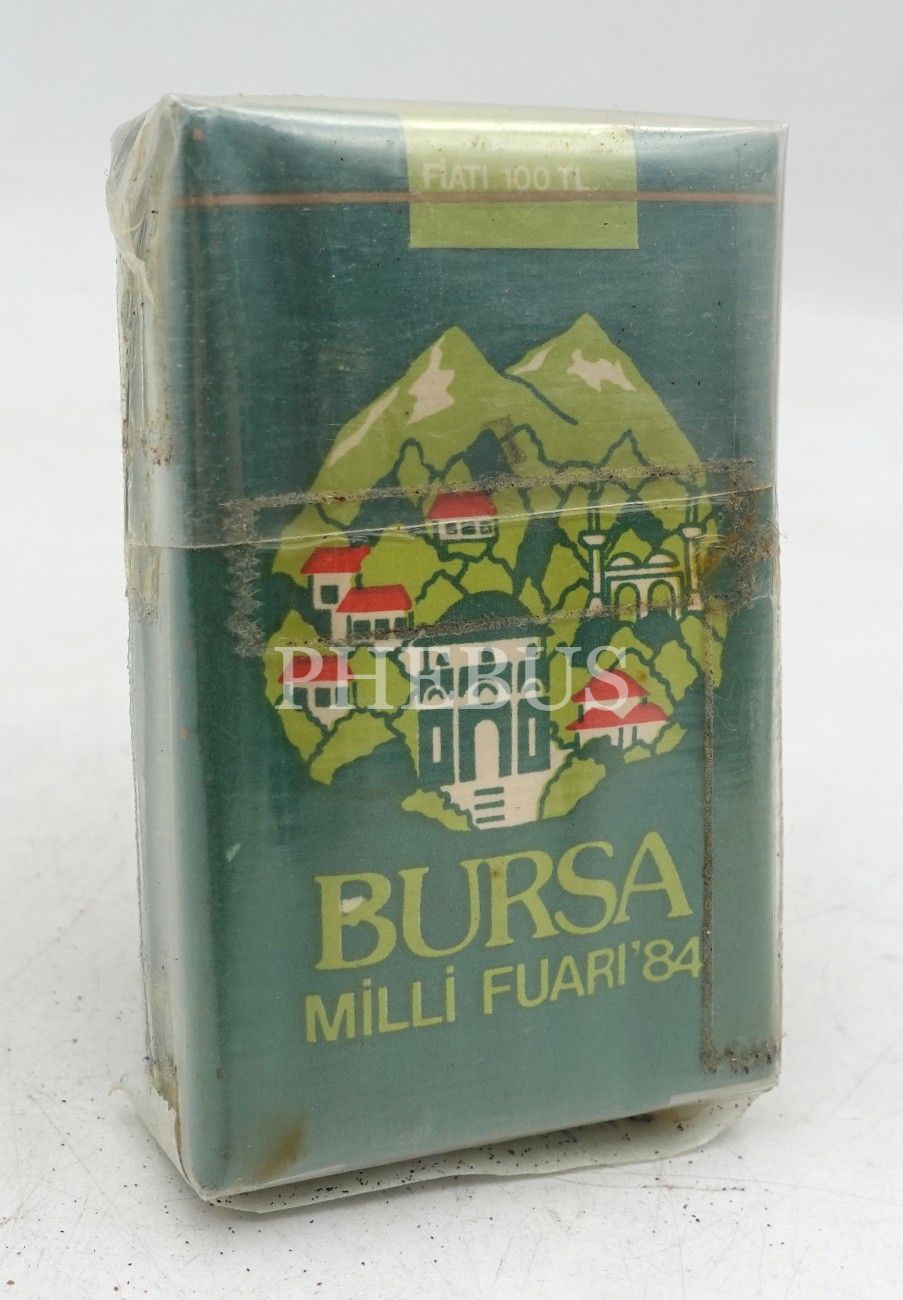 FİATI 100 TL.
PHEBUS
BURSA
MİLLİ FUARI'84